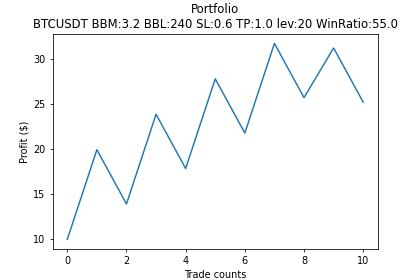 Portfolio
BTCUSDT BBM:3.2 BBL:240 SL:0.6 TP:1.0 lev:20 WinRatio:55.0
30
25
20
15
10
Profit ($)
0 2 4 6 8 10
Trade counts